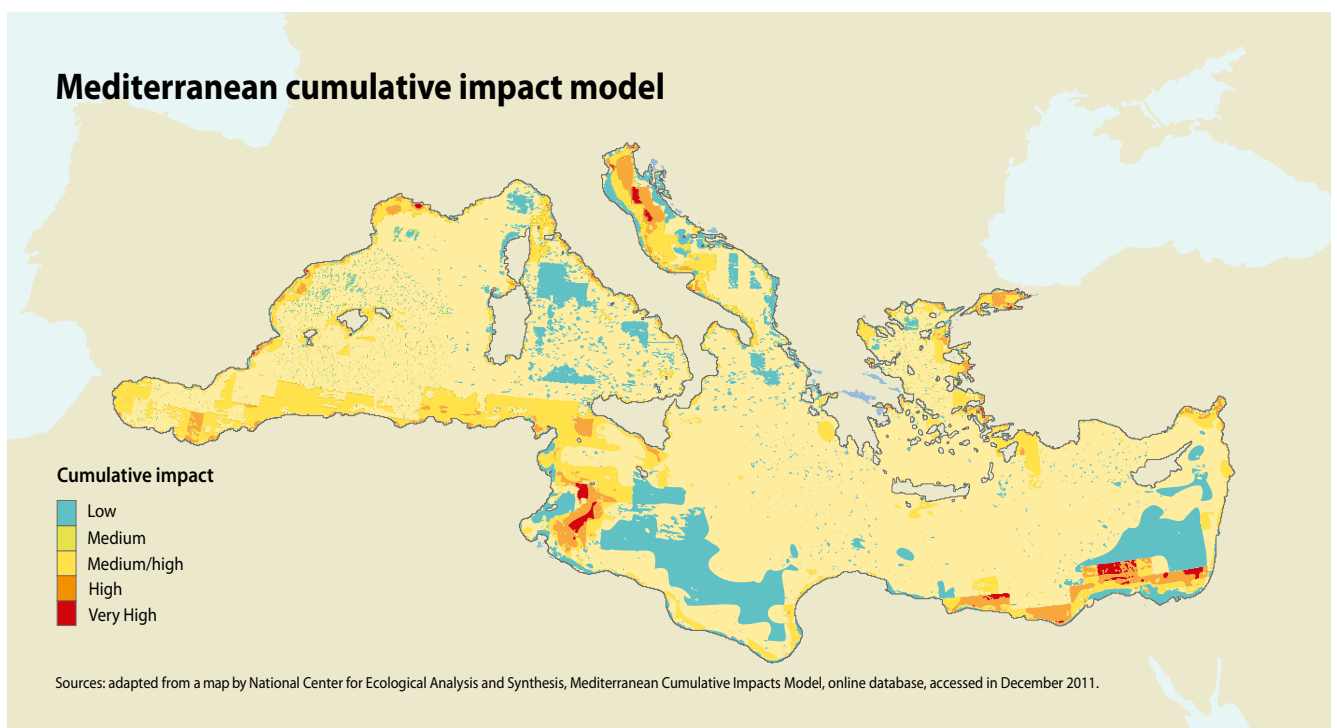 Mediterranean cumulative impact model
Cumulative impact
Low
Medium
Medium/high
High
Very High
Sources: adapted from a map by National Center for Ecological Analysis and Synthesis, Mediterranean Cumulative Impacts Model, online database, accessed in December 2011.